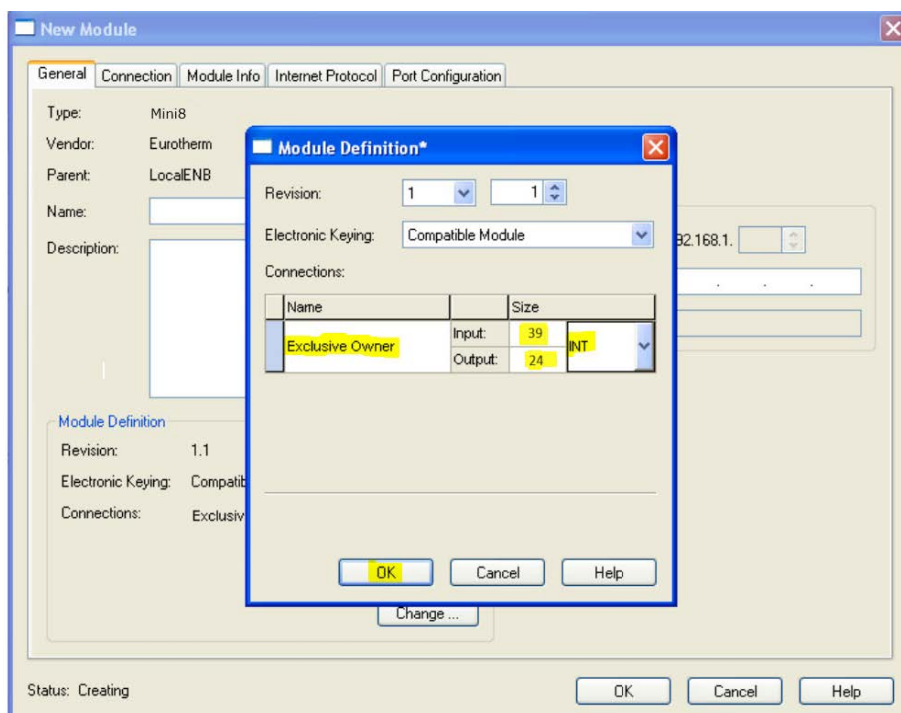 New Module
General Connection Module Info Internet Protocol Port Configuration
Type: Mini8
Vendor: Eurotherm
Parent: LocalENB
Name:
Description:
92.168.1.
Module Definition
Revision: 1.1
Electronic Keying: Compatib
Connections: Exclusiv
Change ...
Status: Creating
OK Cancel Help
Module Definition*
Revision: 1 1
Electronic Keying: Compatible Module
Connections:
Name Size
Exclusive Owner Input: 39 INT
Output: 24
OK Cancel Help